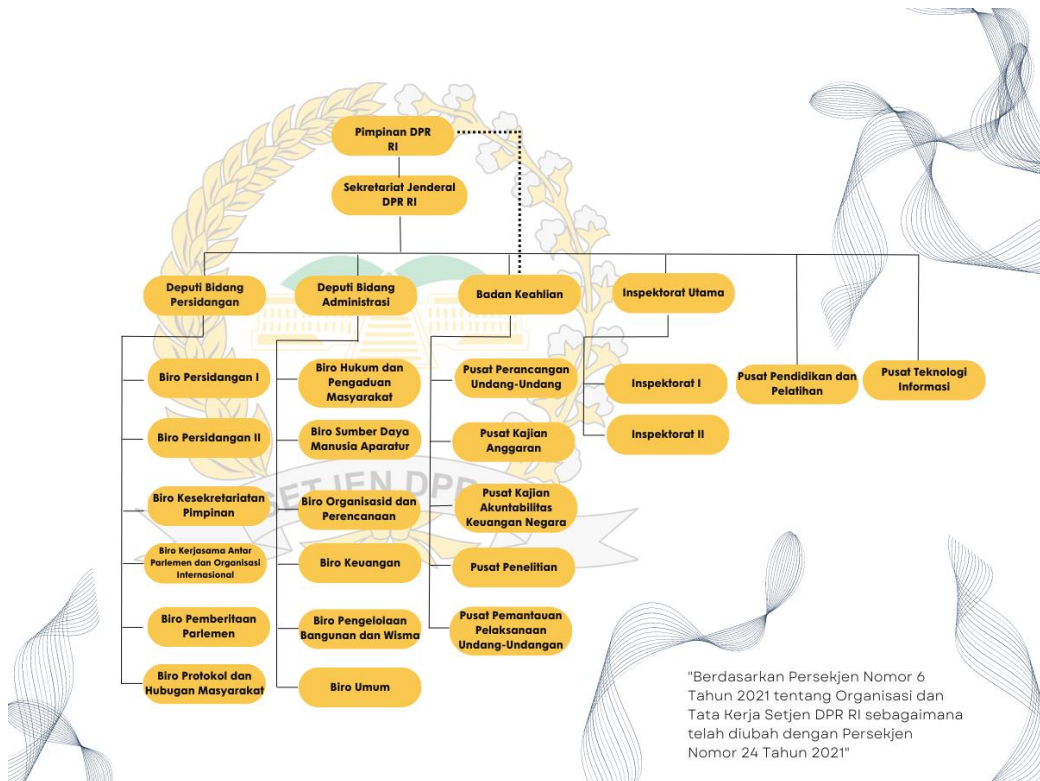 Pimpinan DPR
RI
Sekretariat Jenderal
DPR RI
Deputi Bidang
Persidangan
Deputi Bidang
Administrasi
Badan Keahlian
Inspektorat Utama
Biro Persidangan I
Biro Hukum dan
Pengaduan
Masyarakat
Pusat Perancangan
Undang-Undang
Inspektorat I
Pusat Pendidikan dan
Pelatihan
Pusat Teknologi
Informasi
Biro Persidangan II
Biro Sumber Daya
Manusia Aparatur
Pusat Kajian
Anggaran
Inspektorat II
Biro Kesekretariatan
Pimpinan
Biro Organisasid dan
Perencanaan
Pusat Kajian
Akuntabilitas
Keuangan Negara
Biro Kerjasama Antar
Parlemen dan Organisasi
Internasional
Biro Keuangan
Pusat Penelitian
Biro Pemberitaan
Parlemen
Biro Pengelolaan
Bangunan dan Wisma
Pusat Pemantauan
Pelaksanaan
Undang-Undangan
Biro Protokol dan
Hubugan Masyarakat
Biro Umum
SETJEN DPR
"Berdasarkan Persekjen Nomor 6
Tahun 2021 tentang Organisasi dan
Tata Kerja Setjen DPR RI sebagaimana
telah diubah dengan Persekjen
Nomor 24 Tahun 2021"